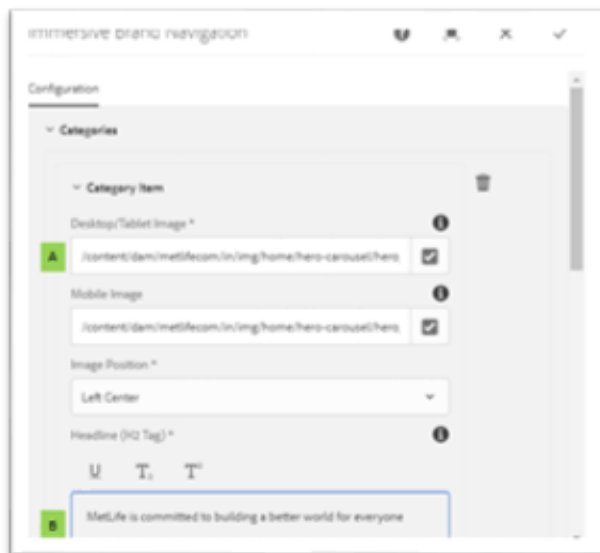 Immersive Brand Navigation
Configuration
Categories
Category Item
Desktop/Tablet Image *
A
/content/dam/metlifecom/in/img/home/hero-carousel/hero
Mobile Image
/content/dam/metlifecom/in/img/home/hero-carousel/hero
Image Position *
Left Center
Headline (H2 Tag) *
U T, T°
B
MetLife is committed to building a better world for everyone